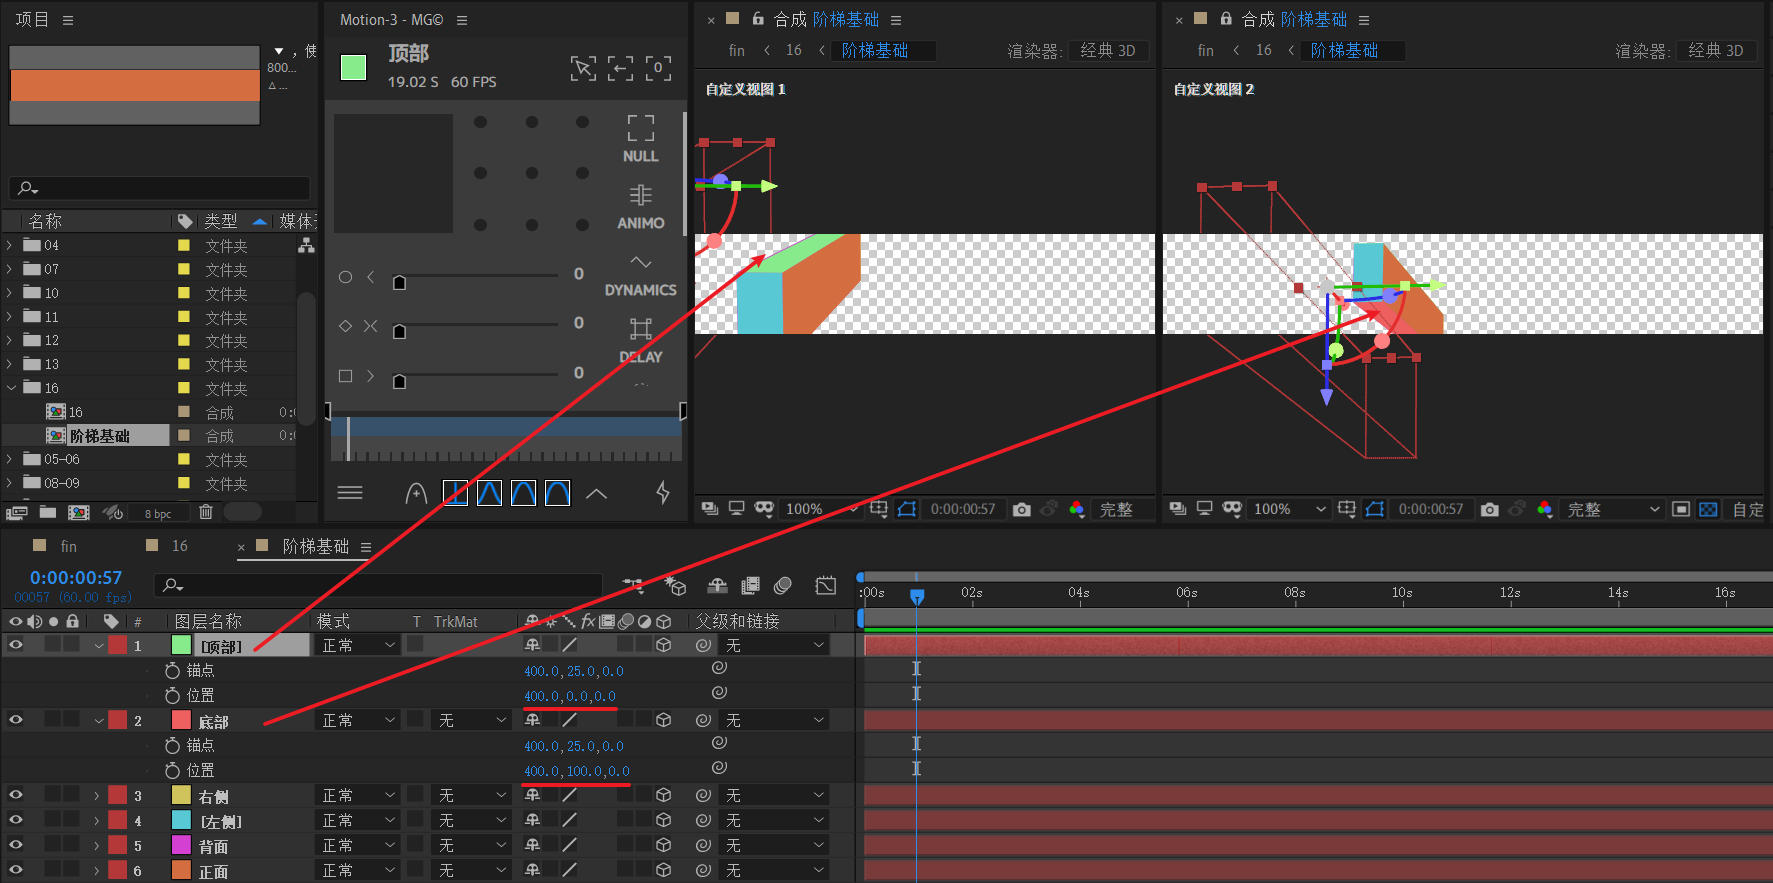 项目
，使
800...
Δ ...
名称
类型
媒体开
04
文件夹
07
文件夹
10
文件夹
11
文件夹
12
文件夹
13
文件夹
16
文件夹
16
合成
0:0
阶梯基础
合成
0:0
05-06
文件夹
08-09
文件夹
8 bpc
Motion-3 - MG©
顶部
19.02 S 60 FPS
NULL
ANIMO
DYNAMICS
DELAY
0
0
0
合成 阶梯基础
fin 16 阶梯基础
渲染器: 经典 3D
自定义视图 1
100%
0:00:00:57
完整
合成 阶梯基础
fin 16 阶梯基础
渲染器: 经典 3D
自定义视图 2
100%
0:00:00:57
完整
自定
fin
16
阶梯基础
0:00:00:57
00057 (60.00 fps)
# 图层名称 模式 T TrkMat fx 父级和链接
:00s 02s 04s 06s 08s 10s 12s 16s
1 [顶部] 正常 无
锚点 400.0,25.0,0.0
位置 400.0,0.0,0.0
2 底部 正常 无 无
锚点 400.0,25.0,0.0
位置 400.0,100.0,0.0
3 右侧 正常 无 无
4 [左侧] 正常 无 无
5 背面 正常 无 无
6 正面 正常 无 无